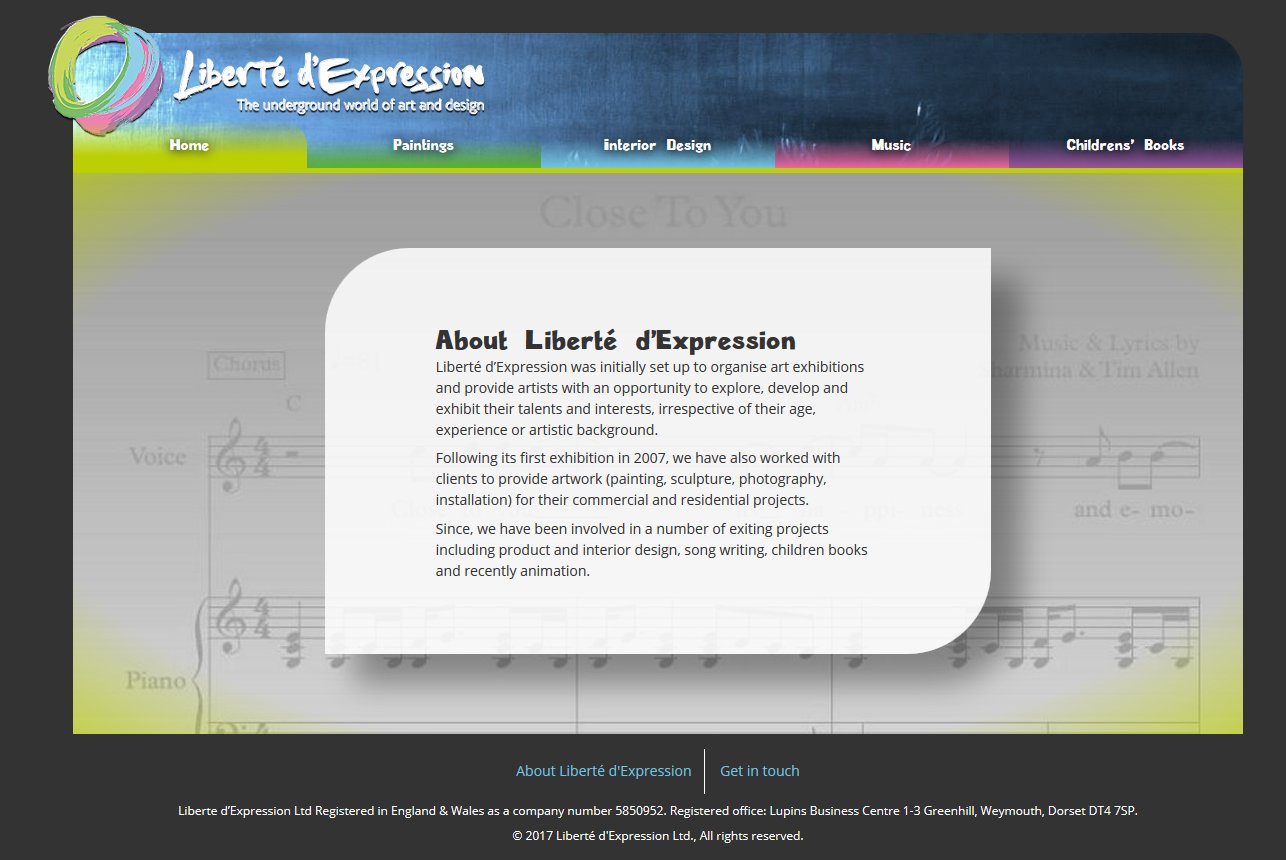 Liberté d'Expression
The underground world of art and design
Home Paintings Interior Design Music Childrens' Books
Close To You
About Liberté d'Expression
Liberté d’Expression was initially set up to organise art exhibitions
and provide artists with an opportunity to explore, develop and
exhibit their talents and interests, irrespective of their age,
experience or artistic background.
Following its first exhibition in 2007, we have also worked with
clients to provide artwork (painting, sculpture, photography,
installation) for their commercial and residential projects.
Since, we have been involved in a number of exiting projects
including product and interior design, song writing, children books
and recently animation.
Music & Lyrics by
Sharmina & Tim Allen
Chorus
C
Voice
and e- mo-
Piano
About Liberté d'Expression Get in touch
Liberte d’Expression Ltd Registered in England & Wales as a company number 5850952. Registered office: Lupins Business Centre 1-3 Greenhill, Weymouth, Dorset DT4 7SP.
© 2017 Liberté d'Expression Ltd., All rights reserved.